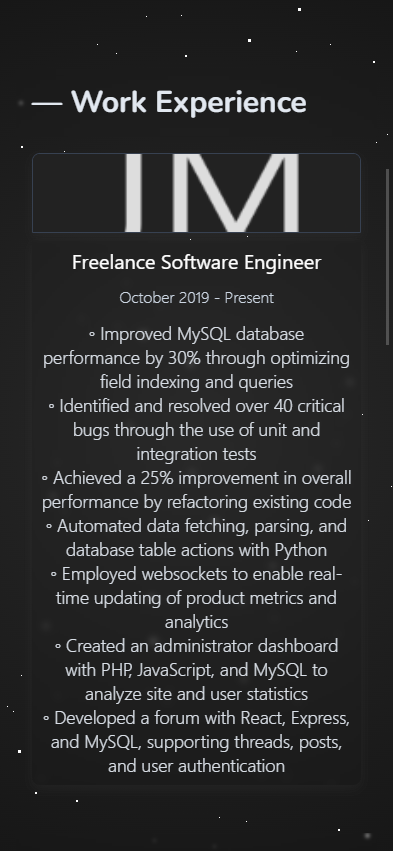 — Work Experience
TM
Freelance Software Engineer
October 2019 - Present
◦ Improved MySQL database
performance by 30% through optimizing
field indexing and queries
◦ Identified and resolved over 40 critical
bugs through the use of unit and
integration tests
◦ Achieved a 25% improvement in overall
performance by refactoring existing code
◦ Automated data fetching, parsing, and
database table actions with Python
◦ Employed websockets to enable real-
time updating of product metrics and
analytics
◦ Created an administrator dashboard
with PHP, JavaScript, and MySQL to
analyze site and user statistics
◦ Developed a forum with React, Express,
and MySQL, supporting threads, posts,
and user authentication